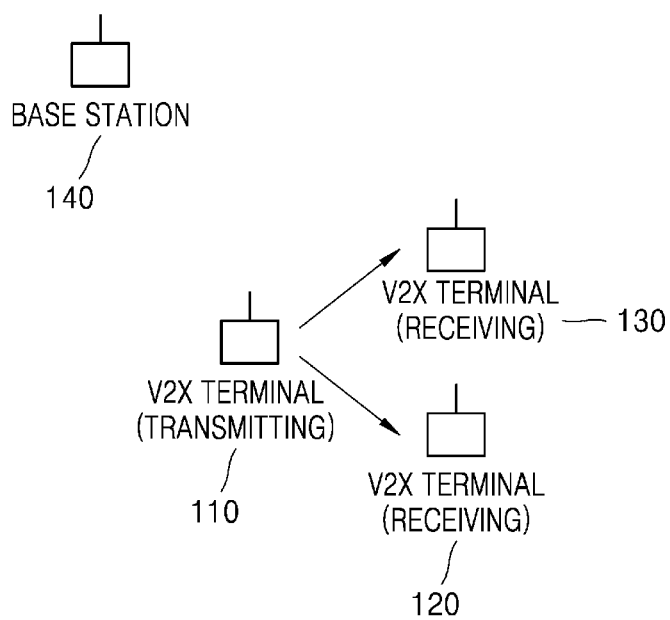 BASE STATION
140
V2X TERMINAL
(RECEIVING)
130
V2X TERMINAL
(TRANSMITTING)
110
V2X TERMINAL
(RECEIVING)
120